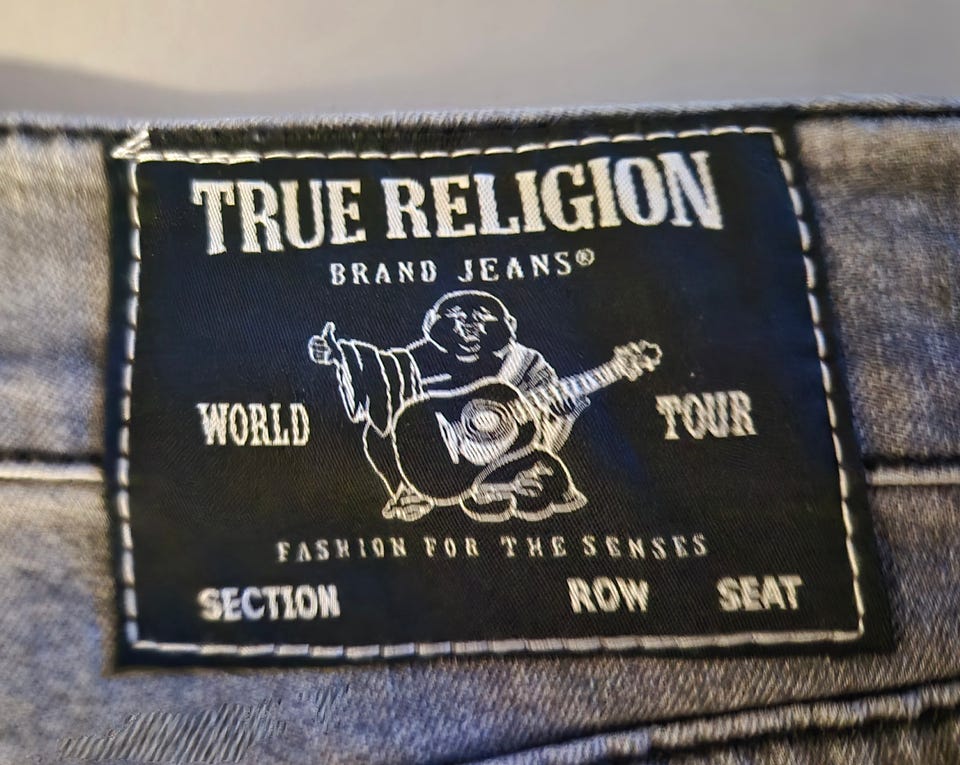 TRUE RELIGION
BRAND JEANS®
WORLD TOUR
FASHION FOR THE SENSES
SECTION ROW SEAT